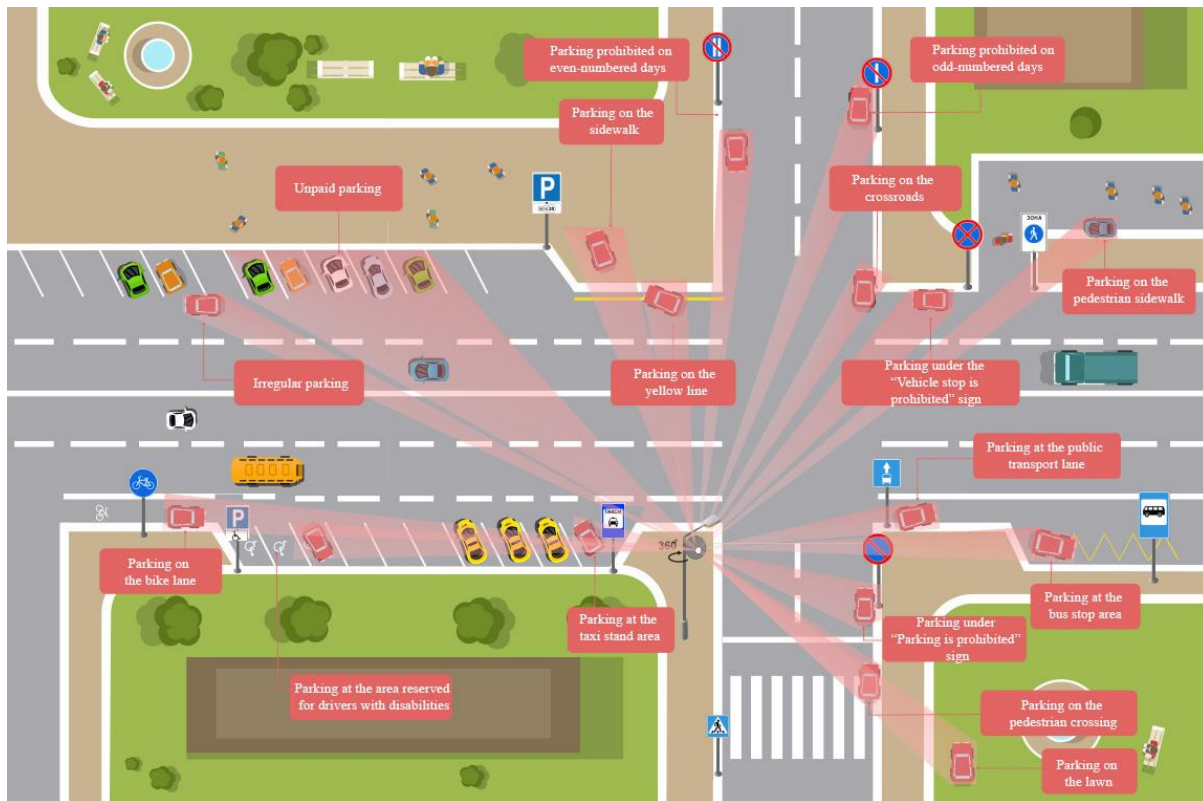 Parking prohibited on
even-numbered days
Parking prohibited on
odd-numbered days
Parking on the
sidewalk
Unpaid parking
P
Parking on the
crossroads
ЗОНА
Parking on the
pedestrian sidewalk
Irregular parking
Parking on the
yellow line
Parking under the
“Vehicle stop is
prohibited” sign
Parking at the public
transport lane
P
360
Parking on
the bike lane
Parking at the
taxi stand area
Parking at the
bus stop area
Parking under
“Parking is prohibited”
sign
Parking at the area reserved
for drivers with disabilities
Parking on the
pedestrian crossing
Parking on
the lawn